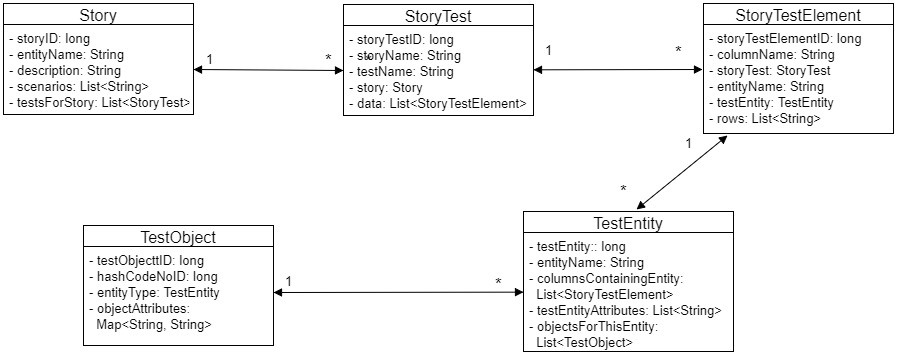 Story
- storyID: long
- entityName: String
- description: String
- scenarios: List<String>
- testsForStory: List<StoryTest>
1
*
StoryTest
- storyTestID: long
- storyName: String
- testName: String
- story: Story
- data: List<StoryTestElement>
1
*
StoryTestElement
- storyTestElementID: long
- columnName: String
- storyTest: StoryTest
- entityName: String
- testEntity: TestEntity
- rows: List<String>
1
*
TestObject
- testObjecttID: long
- hashCodeNoID: long
- entityType: TestEntity
- objectAttributes:
Map<String, String>
1
*
TestEntity
- testEntity:: long
- entityName: String
- columnsContainingEntity:
List<StoryTestElement>
- testEntityAttributes: List<String>
- objectsForThisEntity:
List<TestObject>